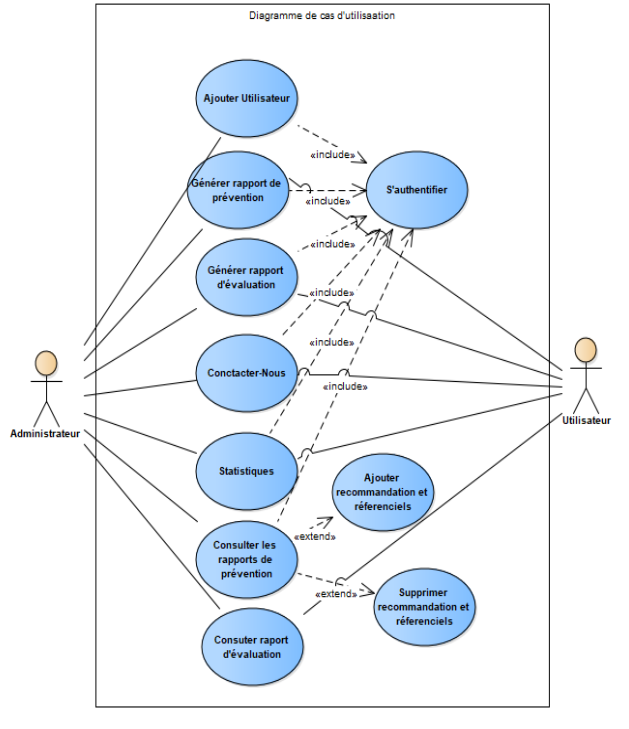 Diagramme de cas d'utilisaation
Ajouter Utilisateur
«include»
Générer rapport de
prévention
S'authentifier
«include»
Générer rapport
d'évaluation
«include»
«include»
«include»
Conctacter-Nous
«include»
Administrateur
Utilisateur
Statistiques
Ajouter
recommandation et
réferenciels
«extend»
Consulter les
rapports de
prévention
«extend»
Supprimer
recommandation et
réferenciels
Consuter raport
d'évaluation